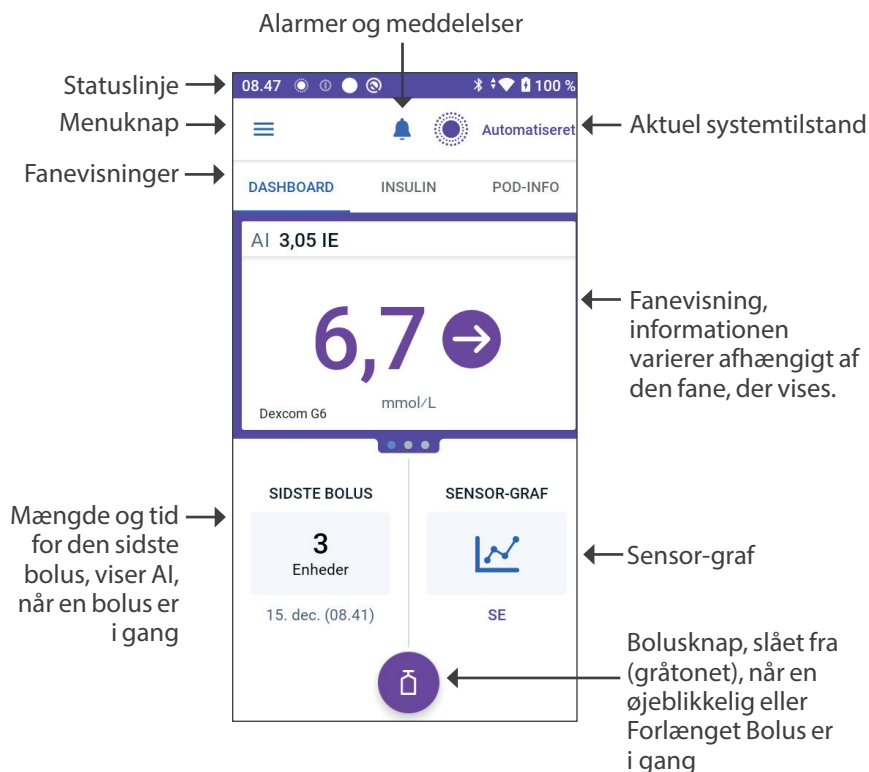 Alarmer og meddelelser
Statuslinje
08.47
100 %
Menuknap
Automatiseret
Aktuel systemtilstand
Fanevisninger
DASHBOARD
INSULIN
POD-INFO
AI 3,05 IE
6,7
mmol/L
Dexcom G6
Fanevisning,
informationen
varierer afhængigt af
den fane, der vises.
SIDSTE BOLUS
SENSOR-GRAF
Mængde og tid
for den sidste
bolus, viser AI,
når en bolus er
i gang
3
Enheder
15. dec. (08.41)
SE
Sensor-graf
Bolusknap, slået fra
(gråtonet), når en
øjeblikkelig eller
Forlænget Bolus er
i gang